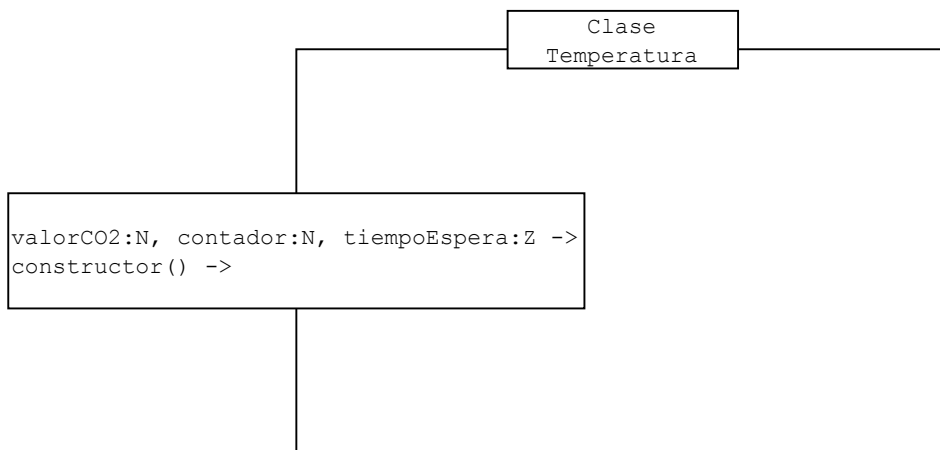 Clase
Temperatura
valorCO2:N, contador:N, tiempoEspera:Z ->
constructor() ->